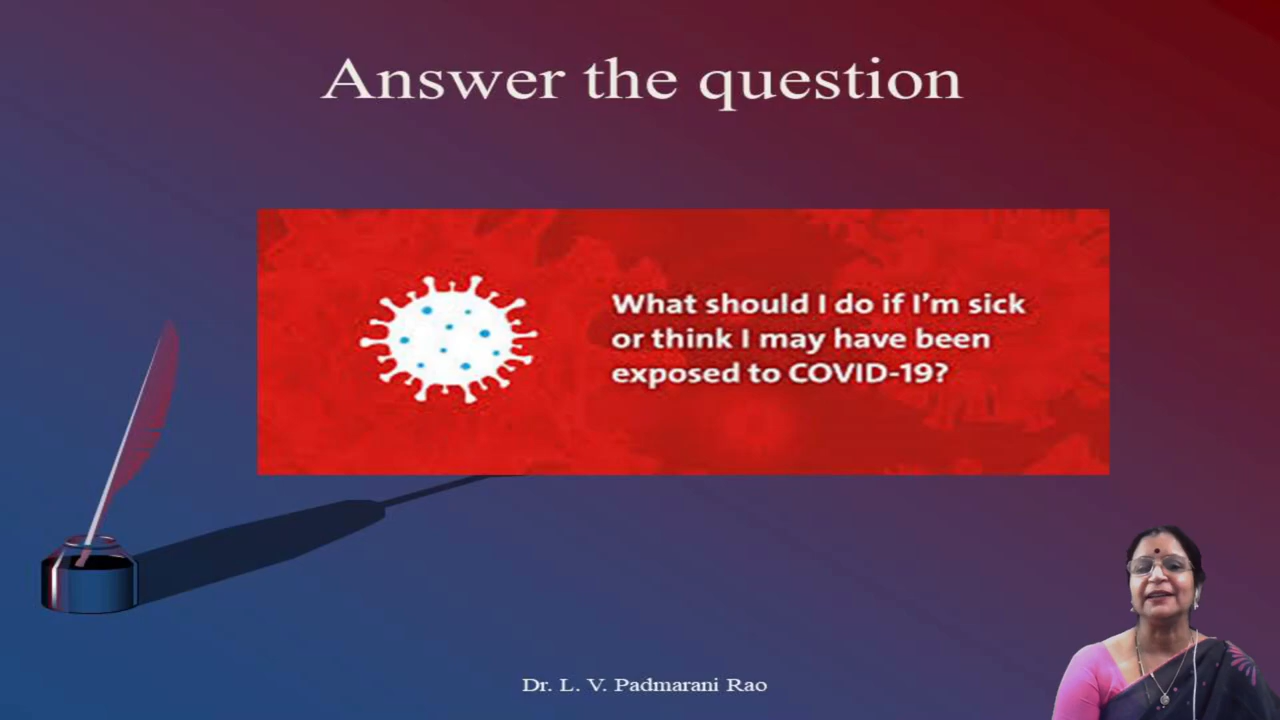 Answer the question
What should I do if I'm sick
or think I may have been
exposed to COVID-19?
Dr. L. V. Padmarani Rao